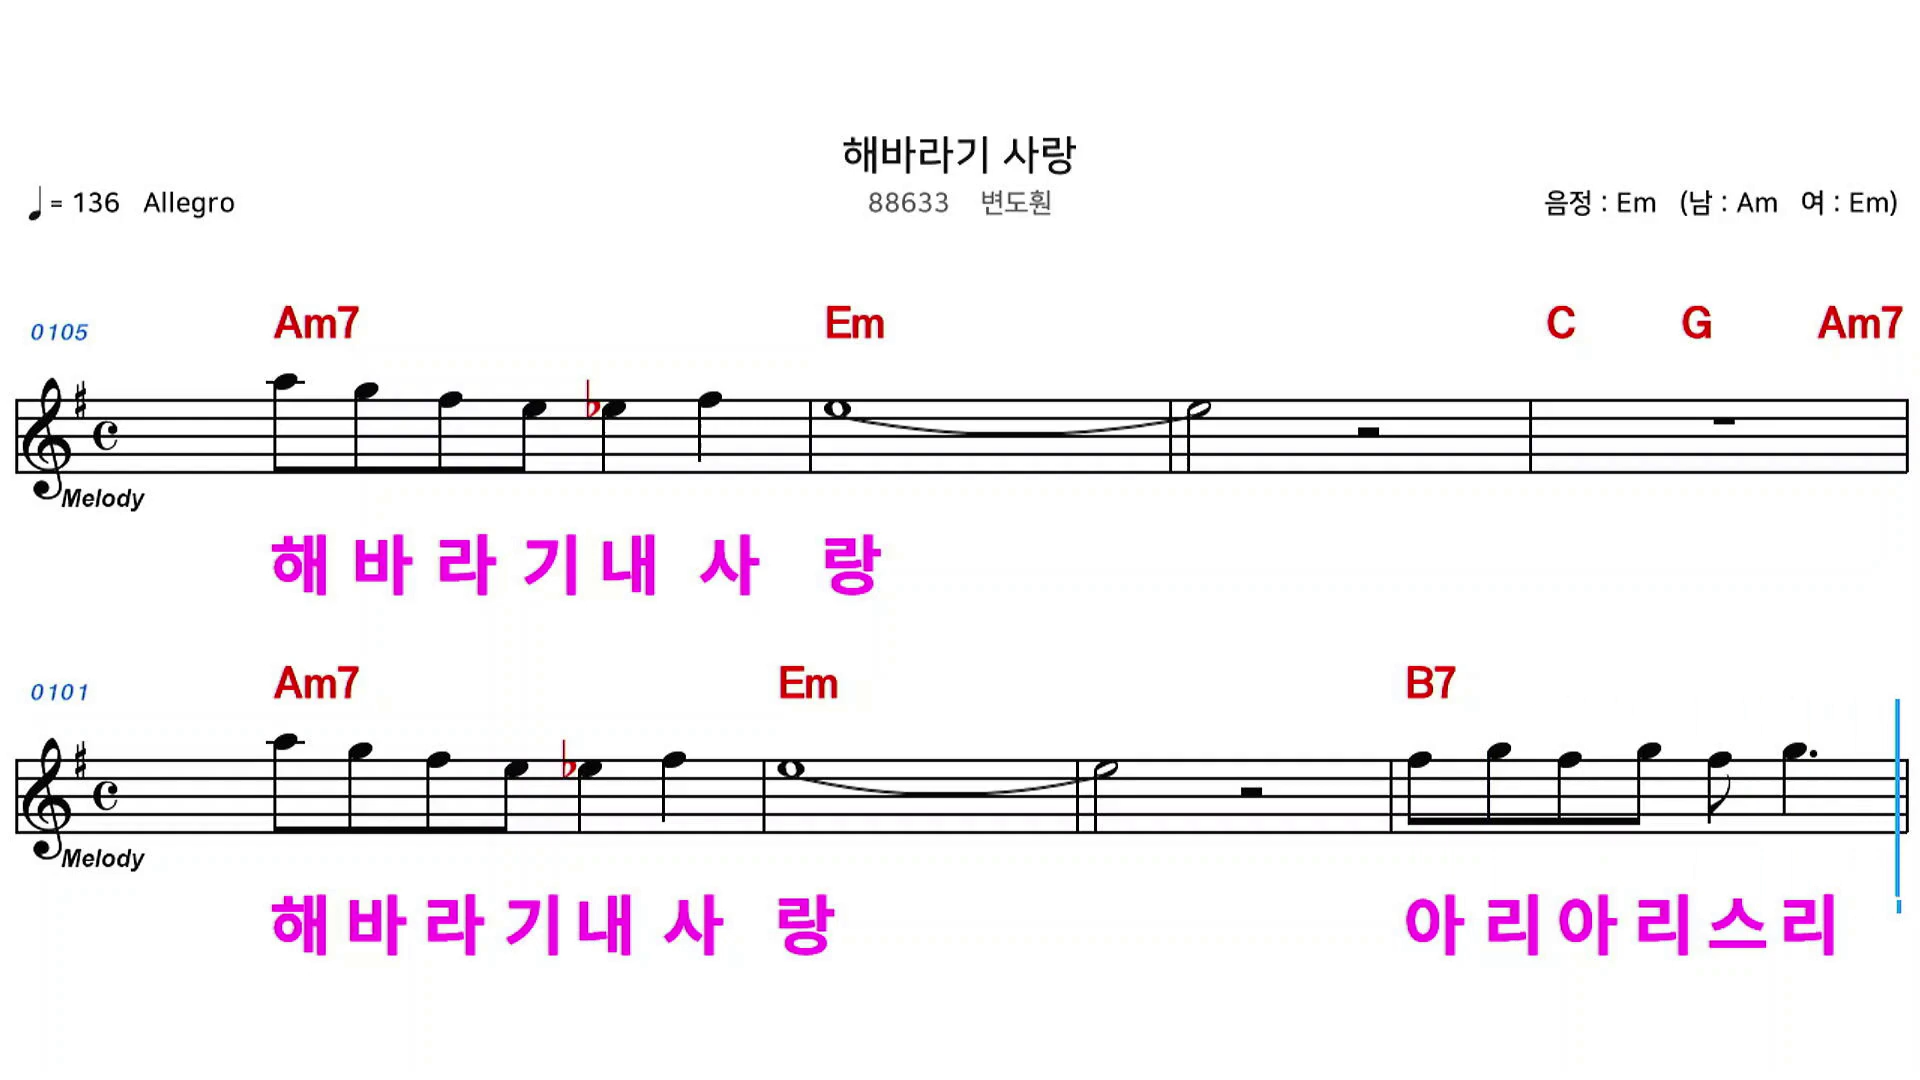 해바라기 사랑
= 136 Allegro 88633 변도훤 음정 : Em (남 : Am 여 : Em)
0105 Am7 Em C G Am7
Melody
해 바 라 기 내 사 랑
0101 Am7 Em B7
Melody
해 바 라 기 내 사 랑 아 리 아 리 스 리